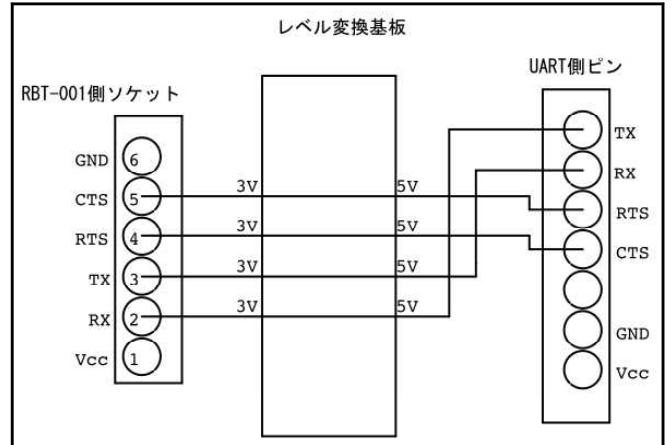 レベル変換基板
UART側ピン
RBT-001側ソケット
TX
GND 6
RX
3V 5V
CTS 5
RTS
3V 5V
RTS 4
CTS
3V 5V
TX 3
3V 5V
RX 2
GND
Vcc 1
Vcc